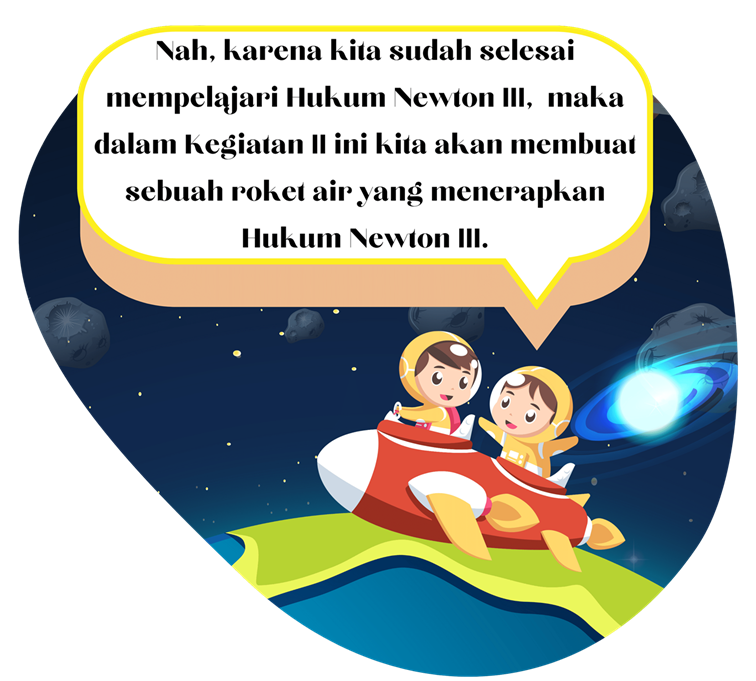 Nah, karena kita sudah selesai
mempelajari Hukum Newton III, maka
dalam Kegiatan II ini kita akan membuat
sebuah roket air yang menerapkan
Hukum Newton III.